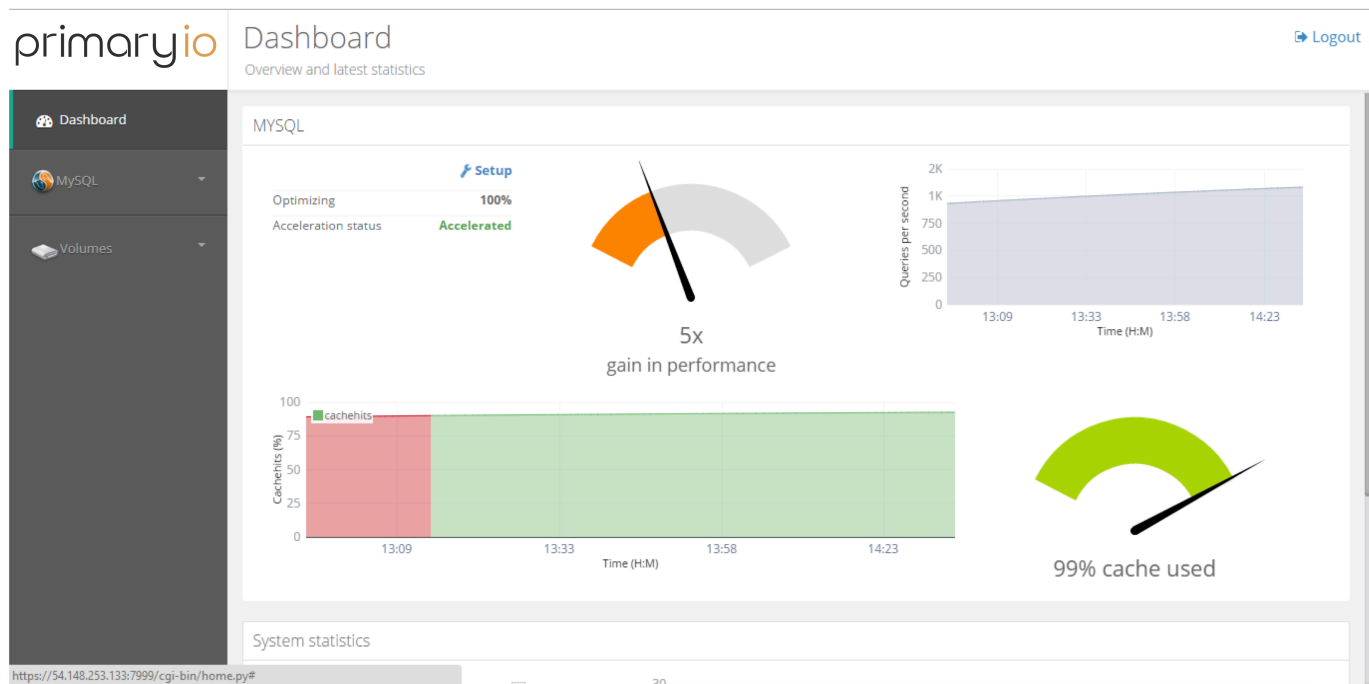 primaryio
Dashboard
Overview and latest statistics
Logout
Dashboard
MySQL
Volumes
MYSQL
Setup
Optimizing 100%
Acceleration status Accelerated
5x
gain in performance
2K
1K
750
500
250
0
Queries per second
13:09 13:33 13:58 14:23
Time (H:M)
100
75
50
25
0
Cachehits (%)
cachehits
13:09 13:33 13:58 14:23
Time (H:M)
99% cache used
System statistics
30
https://54.148.253.133:7999/cgi-bin/home.py#